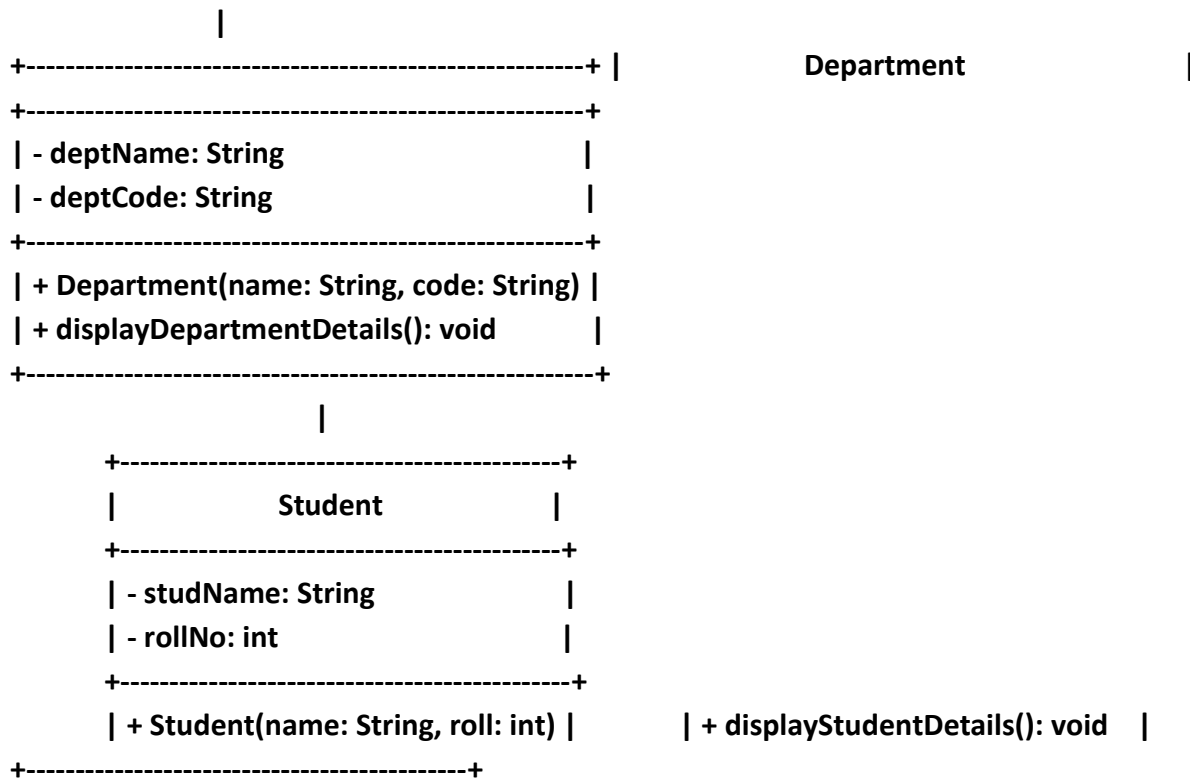 |
+---------------------------------------------------------+ | Department |
+---------------------------------------------------------+
| - deptName: String |
| - deptCode: String |
+---------------------------------------------------------+
| + Department(name: String, code: String) |
| + displayDepartmentDetails(): void |
+----------------------------------------------------------+
|
+---------------------------------------------+
| Student |
+---------------------------------------------+
| - studName: String |
| - rollNo: int |
+----------------------------------------------+
| + Student(name: String, roll: int) | | + displayStudentDetails(): void |
+---------------------------------------------+